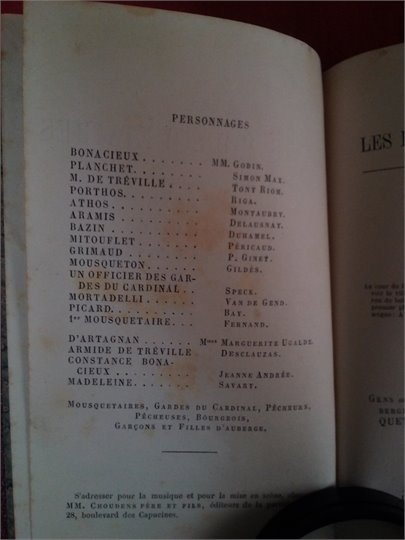 PERSONNAGES
BONACIEUX . . . . . . . MM. GODIN.
PLANCHET . . . . . . . SIMON MAX.
M. DE TRÉVILLE . . . . . TONY RIOM.
PORTHOS . . . . . . . RIGA.
ATHOS . . . . . . . MONTAUBRY.
ARAMIS . . . . . . . DELAUSNAY.
BAZIN . . . . . . . DUHAMEL.
MITOUFLET . . . . . . PÉRICAUD.
GRIMAUD . . . . . . P. GINET.
MOUSQUETON . . . . . . GILDÈS.
UN OFFICIER DES GAR-
DES DU CARDINAL . . SPECK.
MORTADELLI . . . . . . VAN DE GEND.
PICARD . . . . . . . BAY.
1er MOUSQUETAIRE . . . FERNAND.
D'ARTAGNAN . . . . . Mmes MARGUERITE UGALDE.
ARMIDE DE TRÉVILLE DESCLAUZAS.
CONSTANCE BONA-
CIEUX . . . . . . . JEANNE ANDRÉE.
MADELEINE . . . . . . SAVARY.
MOUSQUETAIRES, GARDES DU CARDINAL, PÊCHEURS,
PÊCHEUSES, BOURGEOIS,
GARÇONS ET FILLES D'AUBERGE.
S'adresser pour la musique et pour la mise en scène,
MM. CHOUDENS PÈRE ET FILS, éditeurs de la
28, boulevard des Capucines.
LES
GENS
QUE